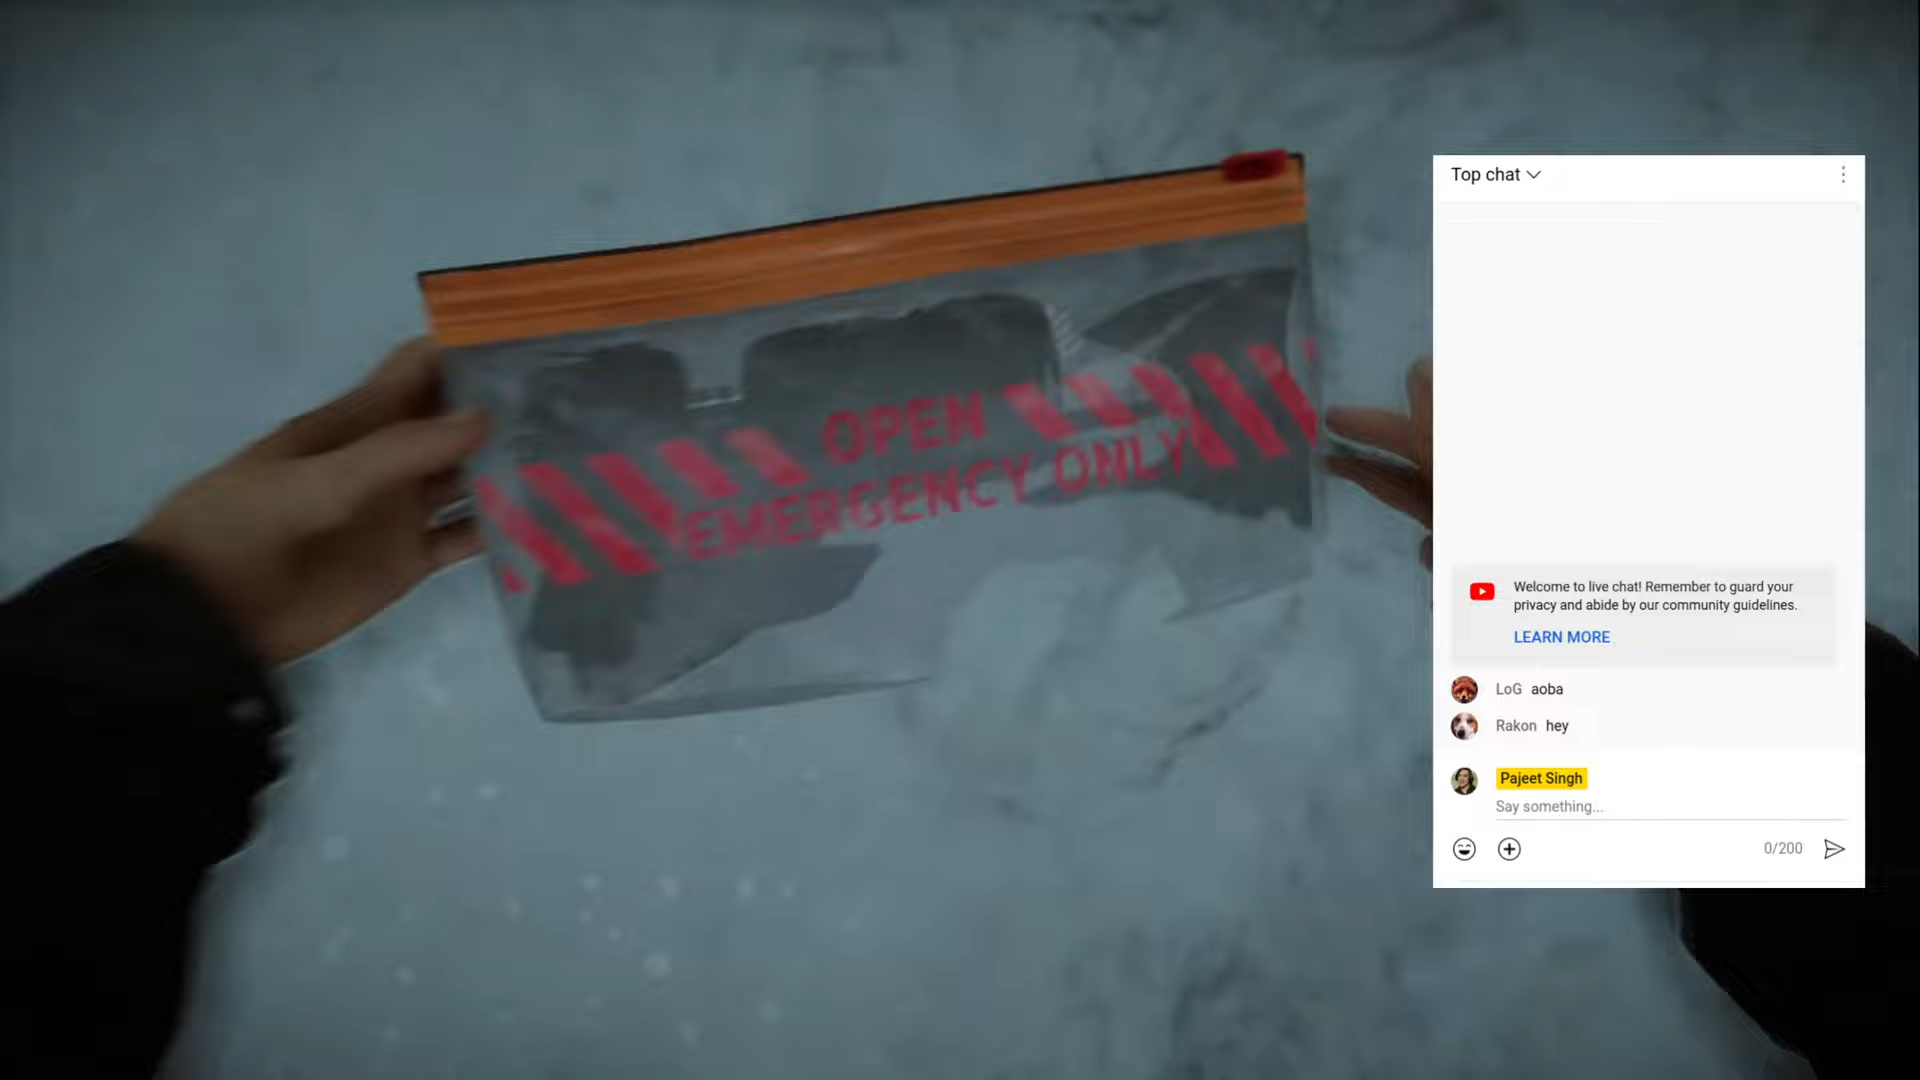 OPEN
EMERGENCY ONLY
Top chat
Welcome to live chat! Remember to guard your
privacy and abide by our community guidelines.
LEARN MORE
LoG aoba
Rakon hey
Pajeet Singh
Say something...
0/200